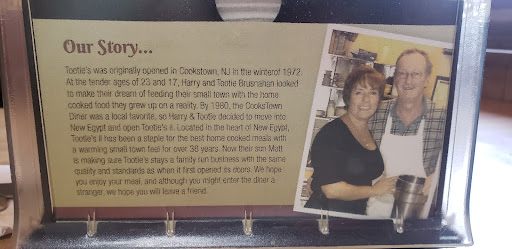 Our Story...
Tootie's was originally opened in Cookstown, NJ in the winter of 1972.
At the tender ages of 23 and 17, Harry and Tootie Brusnahan looked
to make their dream of feeding their small town with the home
cooked food they grew up on a reality. By 1980, the CooksTown
Diner was a local favorite, so Harry & Tootie decided to move into
New Egypt and open Tootie's II. Located in the heart of New Egypt,
Tootie's II has been a staple for the best home cooked meals with
a warming small town feel for over 38 years. Now their son Matt
is making sure Tootie's stays a family run business with the same
quality and standards as when it first opened its doors. We hope
you enjoy your meal, and although you might enter the diner a
stranger, we hope you will leave a friend.